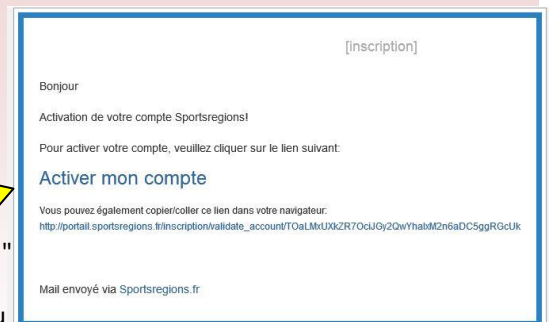 [inscription]
Bonjour
Activation de votre compte Sportsregions!
Pour activer votre compte, veuillez cliquer sur le lien suivant:
Activer mon compte
Vous pouvez également copier/coller ce lien dans votre navigateur:
http://portail.sportsregions.fr/inscription/validate_account/TOaLMxUXkZR7OciJGy2QwYhalxM2n6aDC5ggRGcUk
"
Mail envoyé via Sportsregions.fr
u